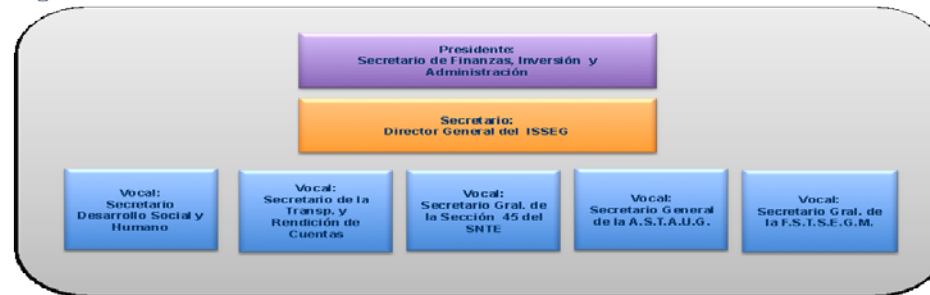 Presidente:
Secretario de Finanzas, Inversión y
Administración
Secretario:
Director General del ISSEG
Vocal:
Secretario
Desarrollo Social y
Humano
Vocal:
Secretario de la
Transp. y
Rendición de
Cuentas
Vocal:
Secretario Gral. de
la Sección 45 del
SNTE
Vocal:
Secretario General
de la A.S.T.A.U.G.
Vocal:
Secretario Gral. de
la F.S.T.S.E.G.M.